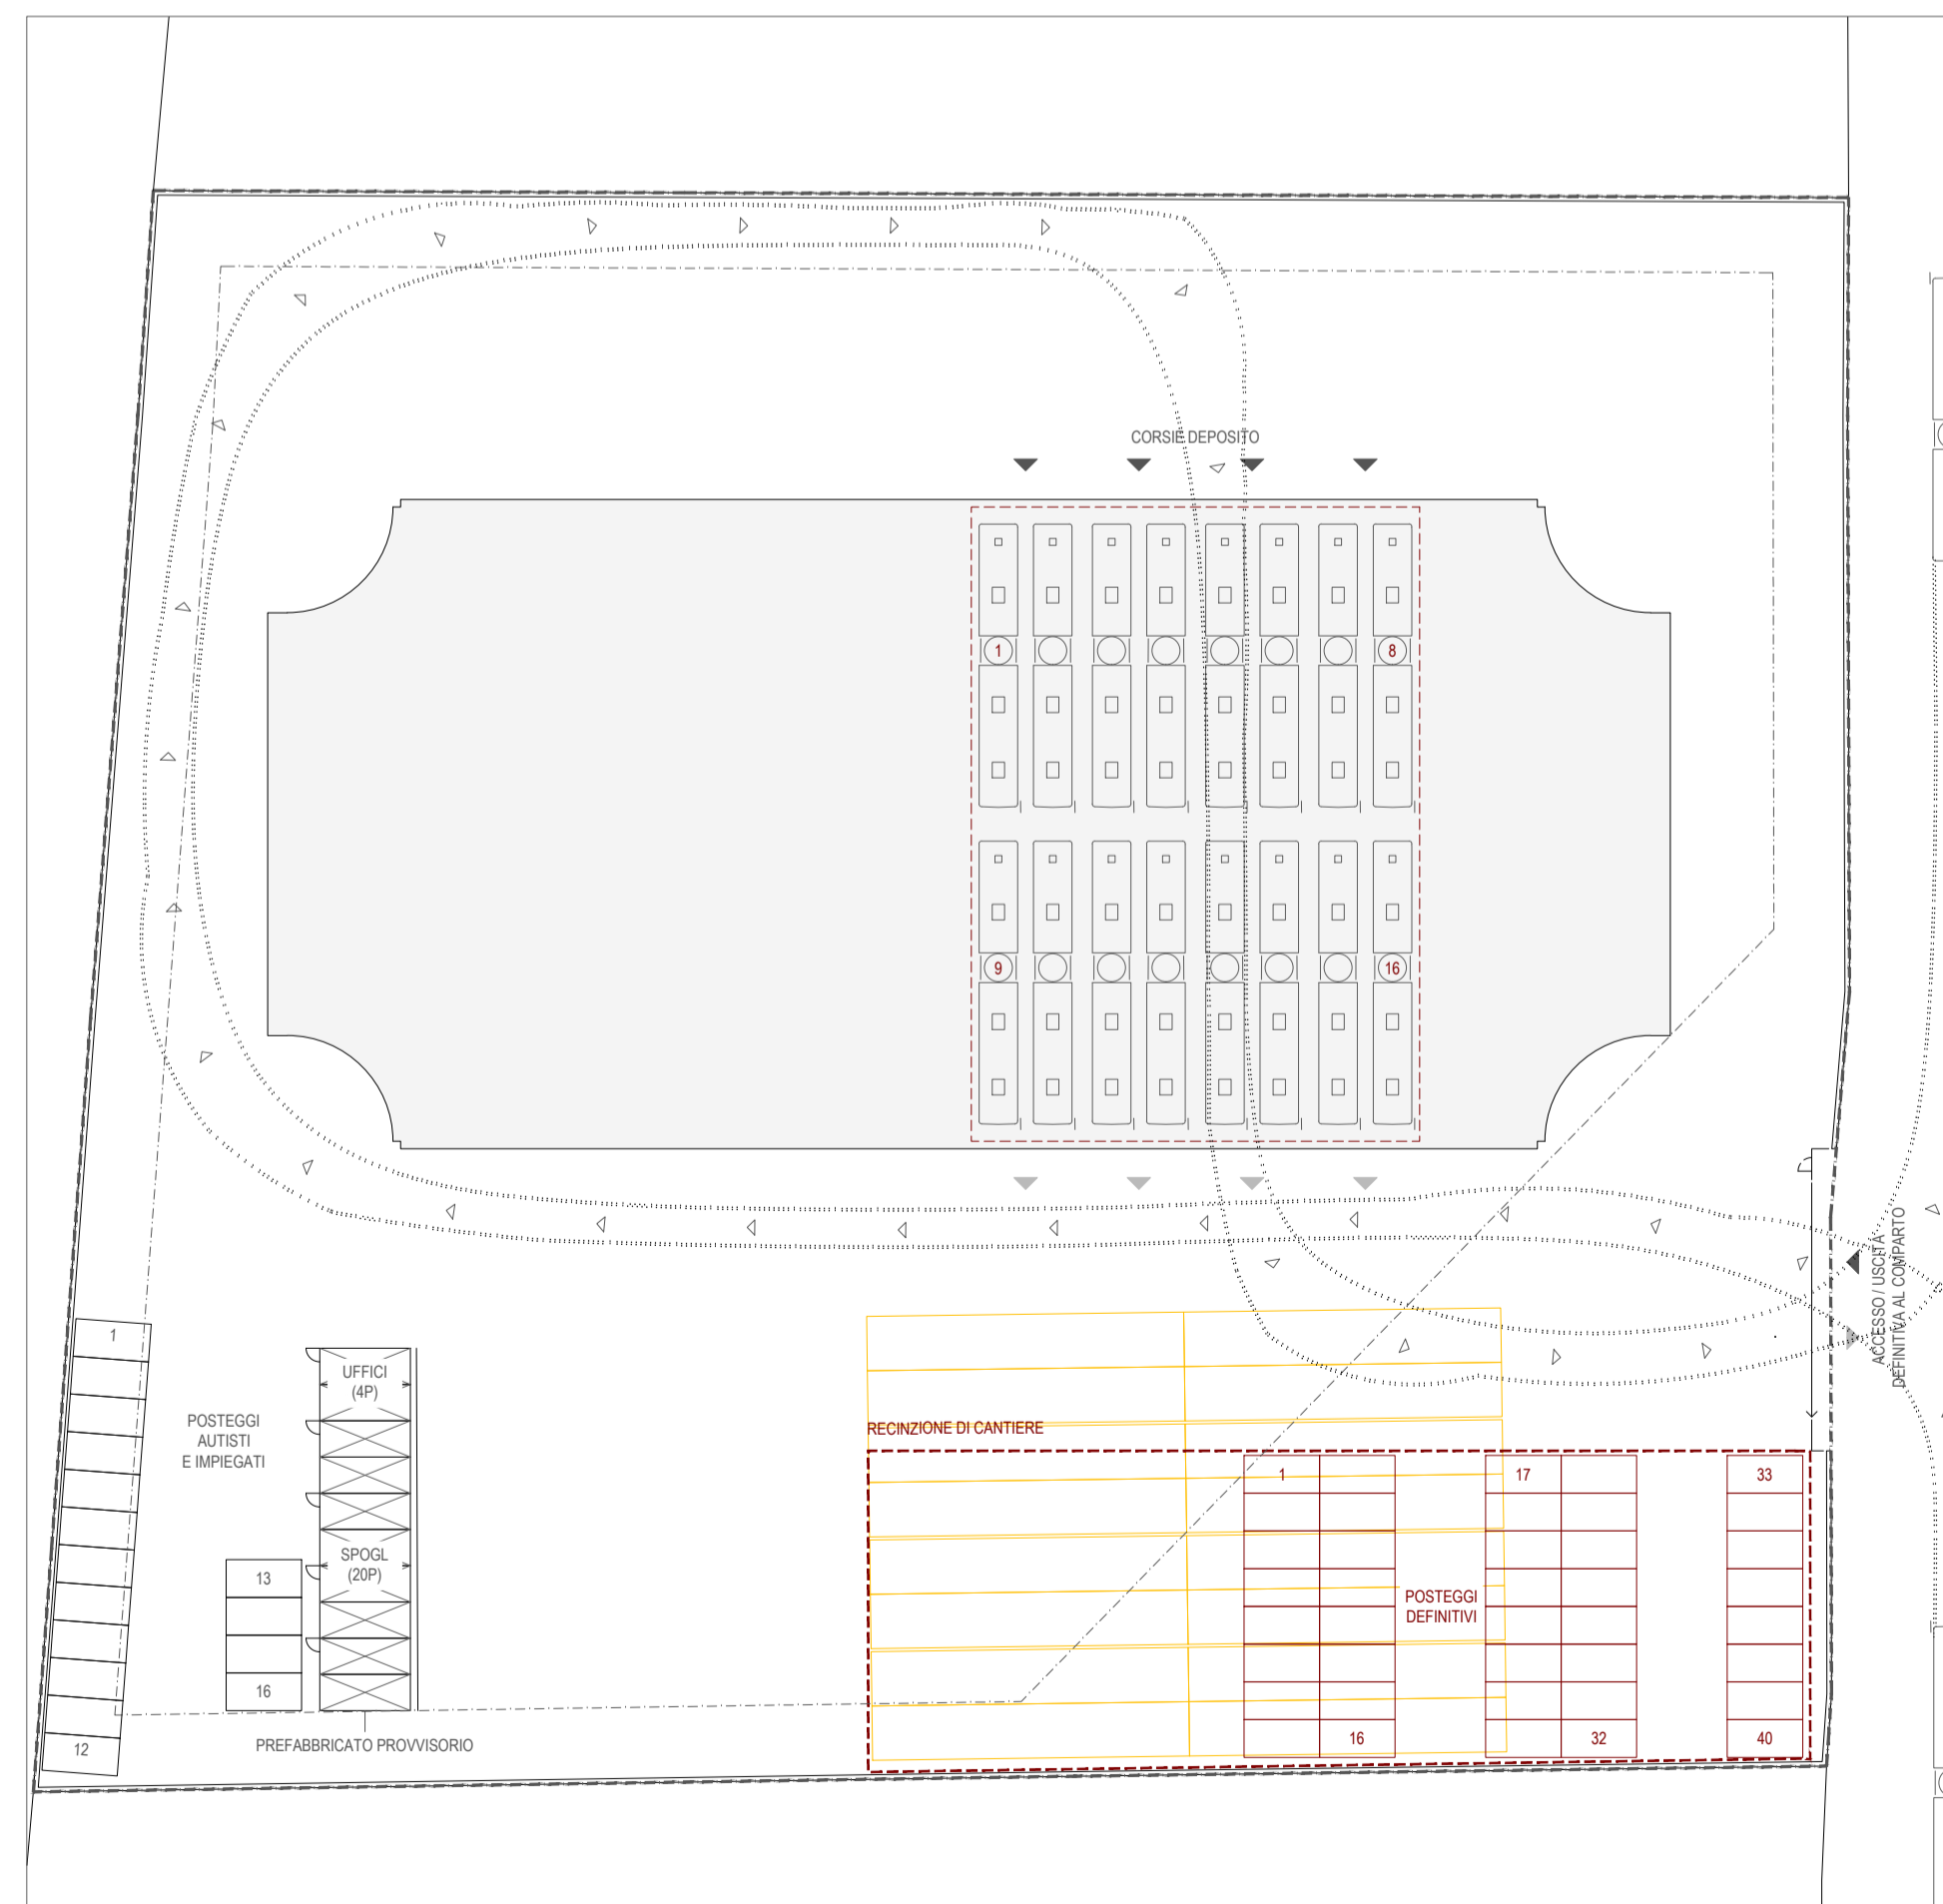 CORSIE DEPOSITO
1
8
9
16
ACCESSO / USCITA
DEFINITIVA AL COMPARTO
1
POSTEGGI
AUTISTI
E IMPIEGATI
12
13
16
UFFICI
(4P)
SPOGL
(20P)
PREFABBRICATO PROVVISORIO
RECINZIONE DI CANTIERE
1
17
33
POSTEGGI
DEFINITIVI
16
32
40